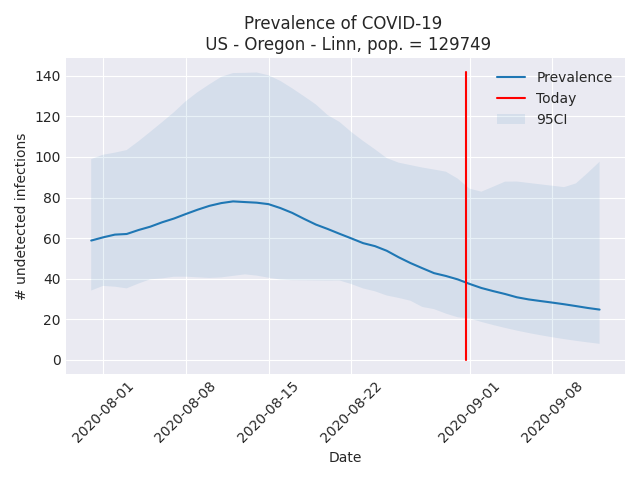 Prevalence of COVID-19
US - Oregon - Linn, pop. = 129749
Prevalence
Today
95CI
140
120
100
80
60
40
20
0
# undetected infections
2020-08-01
2020-08-08
2020-08-15
2020-08-22
2020-09-01
2020-09-08
Date